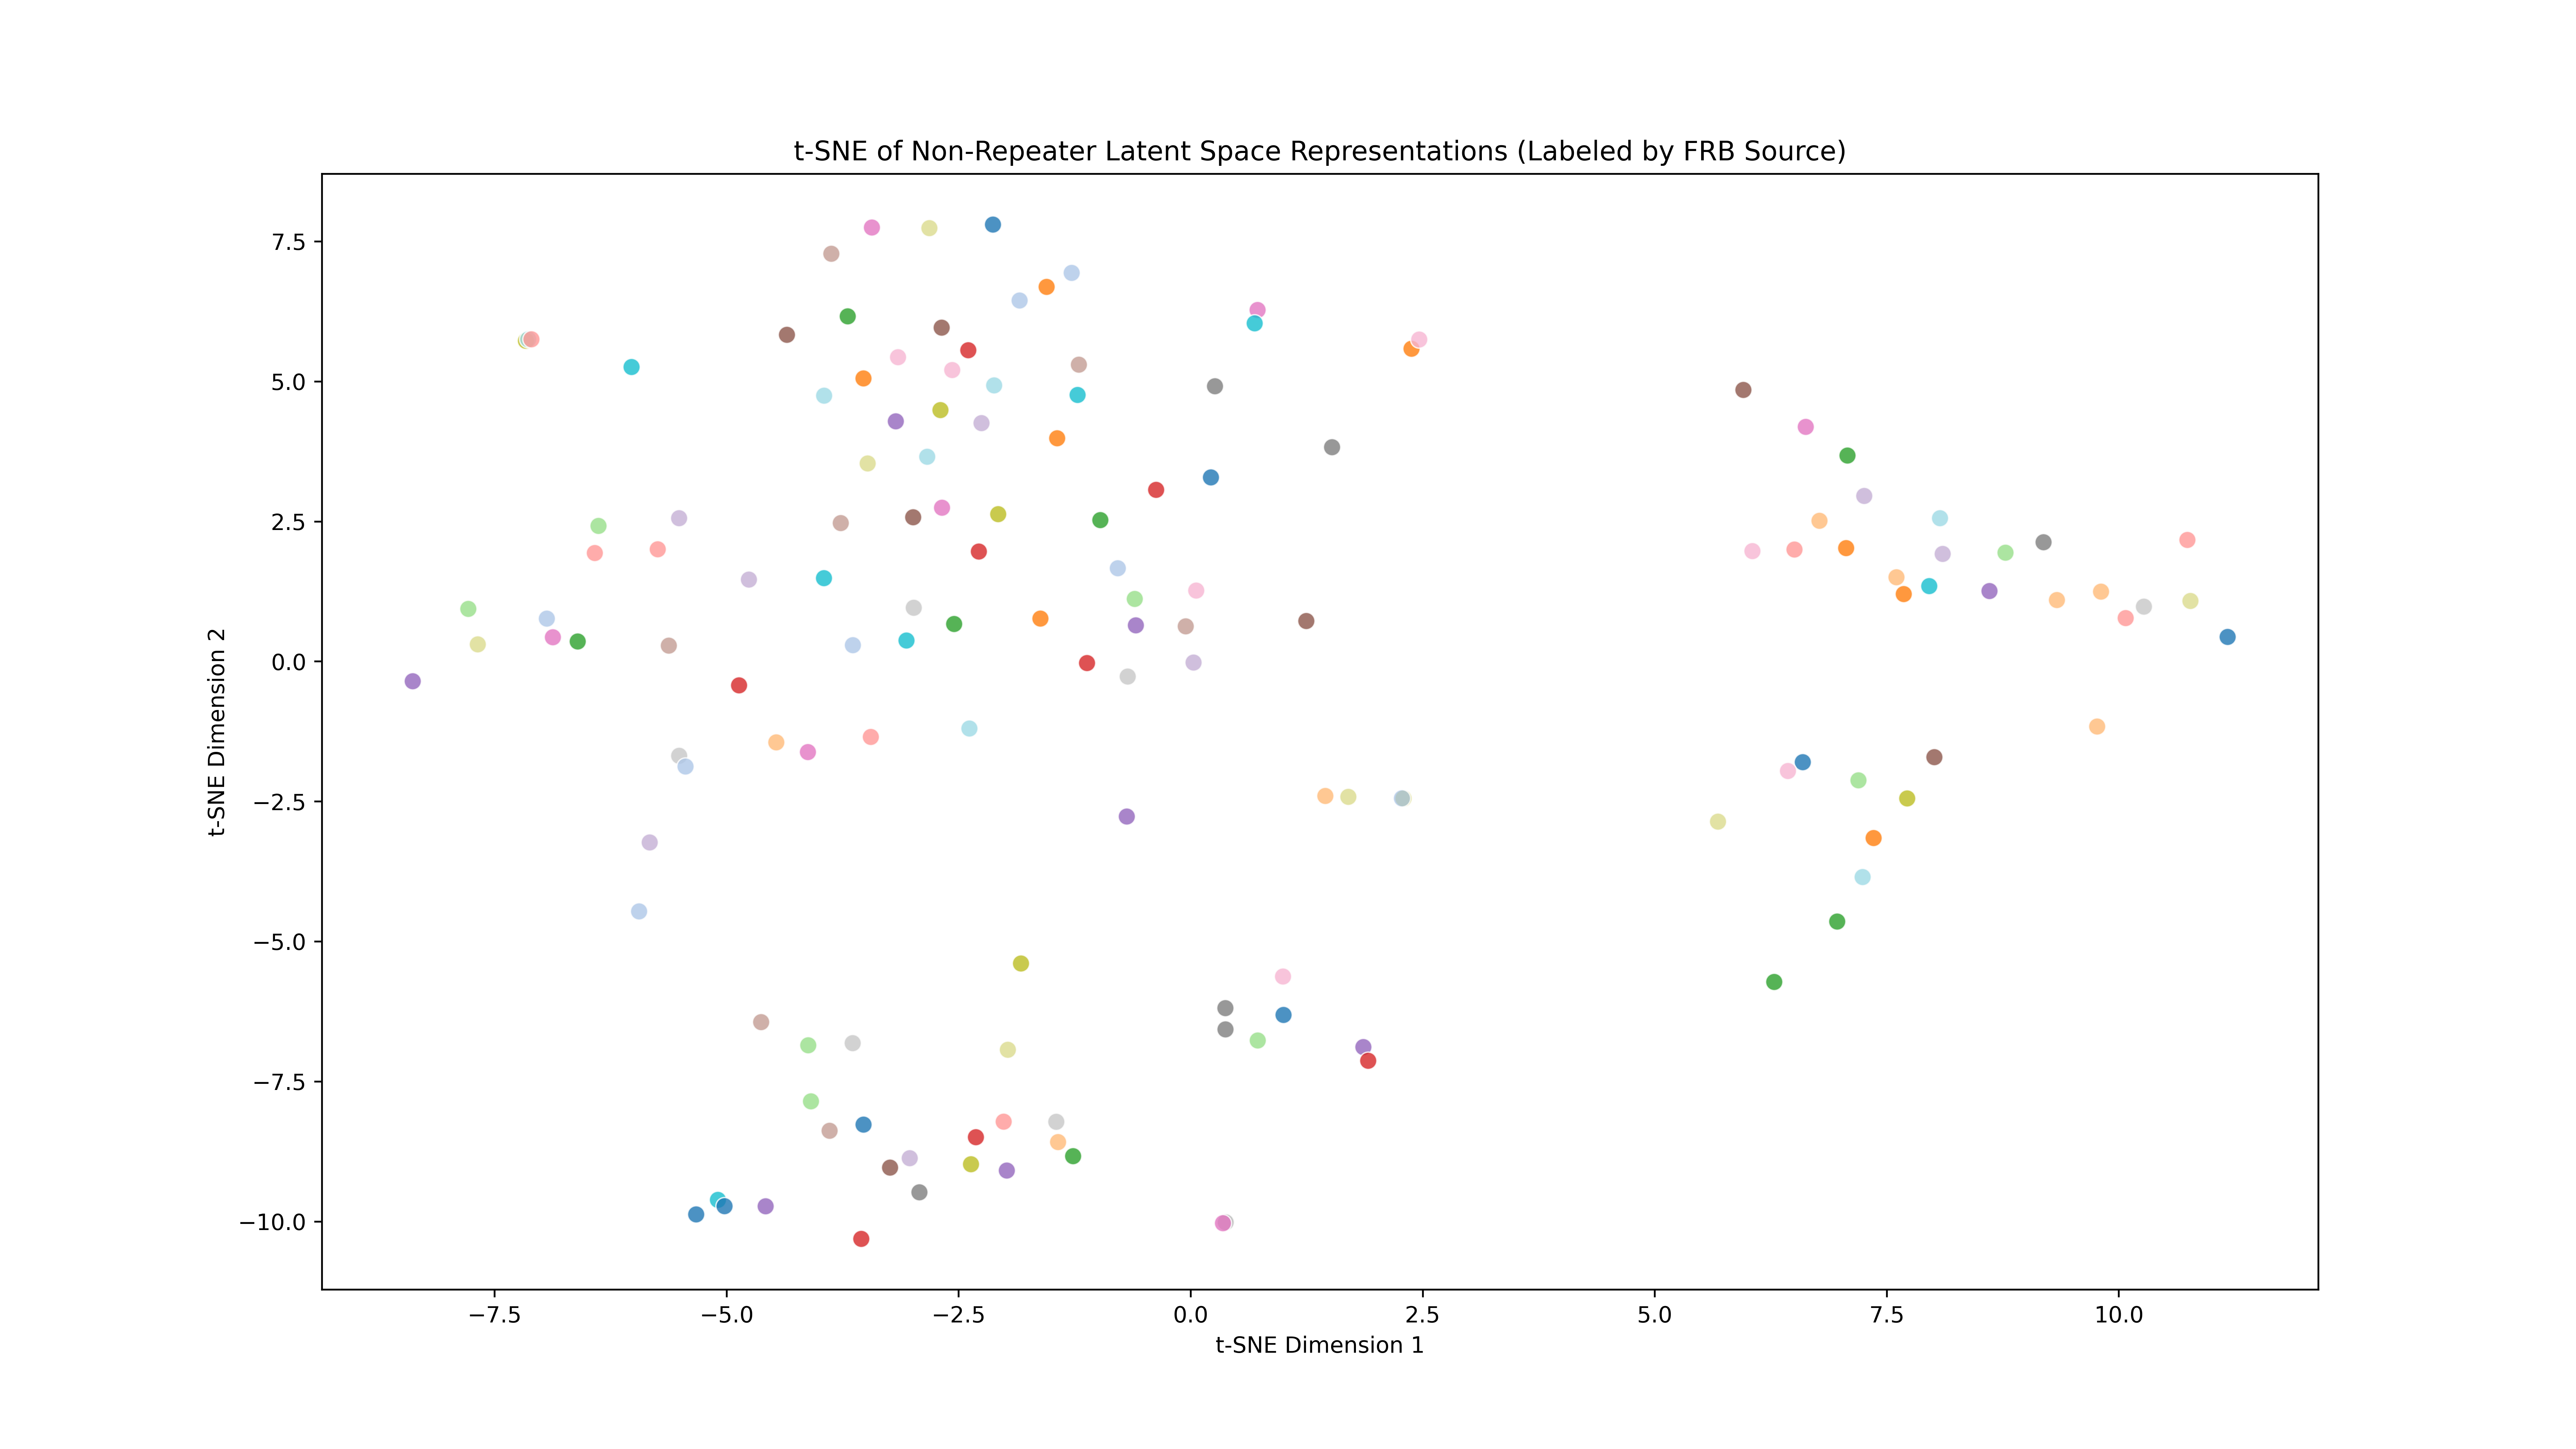 t-SNE of Non-Repeater Latent Space Representations (Labeled by FRB Source)
t-SNE Dimension 2
7.5
5.0
2.5
0.0
−2.5
−5.0
−7.5
−10.0
−7.5 −5.0 −2.5 0.0 2.5 5.0 7.5 10.0
t-SNE Dimension 1